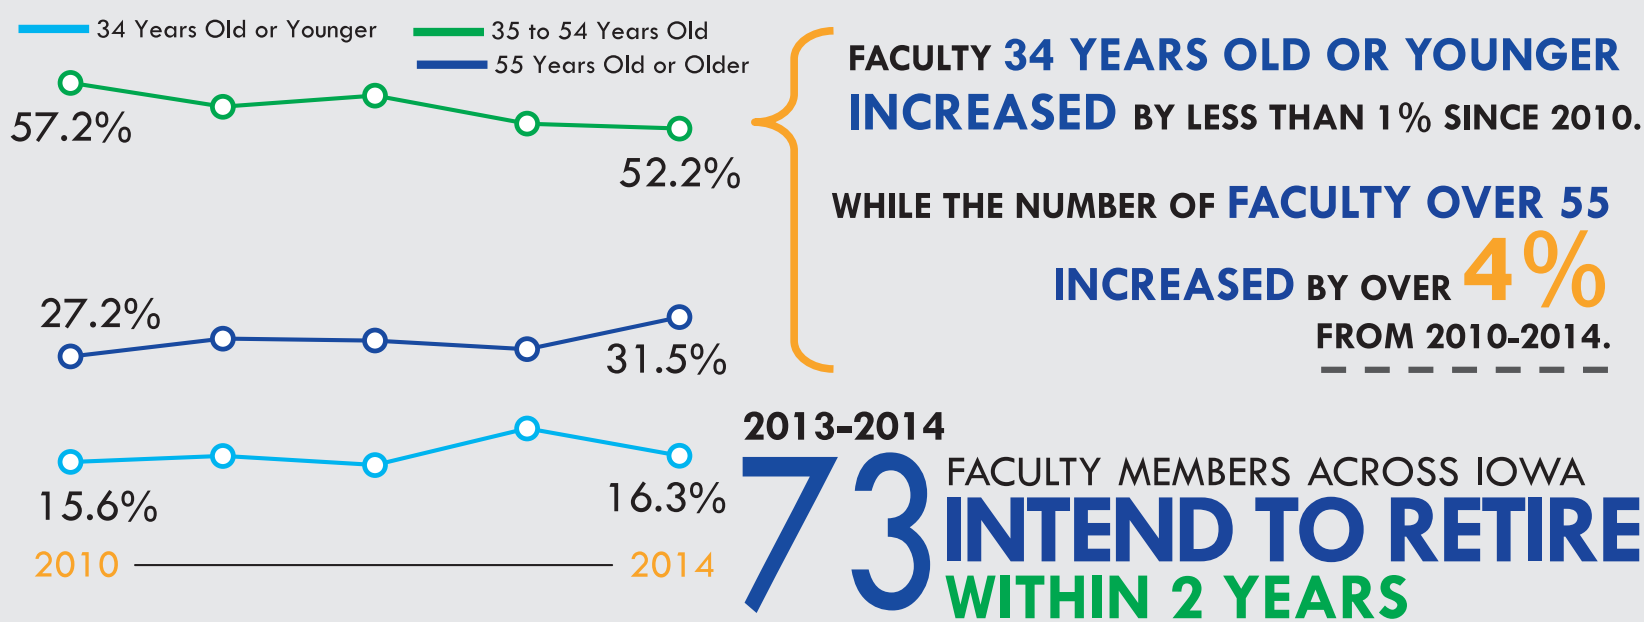 34 Years Old or Younger
35 to 54 Years Old
55 Years Old or Older
57.2%
52.2%
27.2%
31.5%
15.6%
16.3%
2010
2014
FACULTY 34 YEARS OLD OR YOUNGER
INCREASED BY LESS THAN 1% SINCE 2010.
WHILE THE NUMBER OF FACULTY OVER 55
INCREASED BY OVER 4%
FROM 2010-2014.
2013-2014
73
FACULTY MEMBERS ACROSS IOWA
INTEND TO RETIRE
WITHIN 2 YEARS